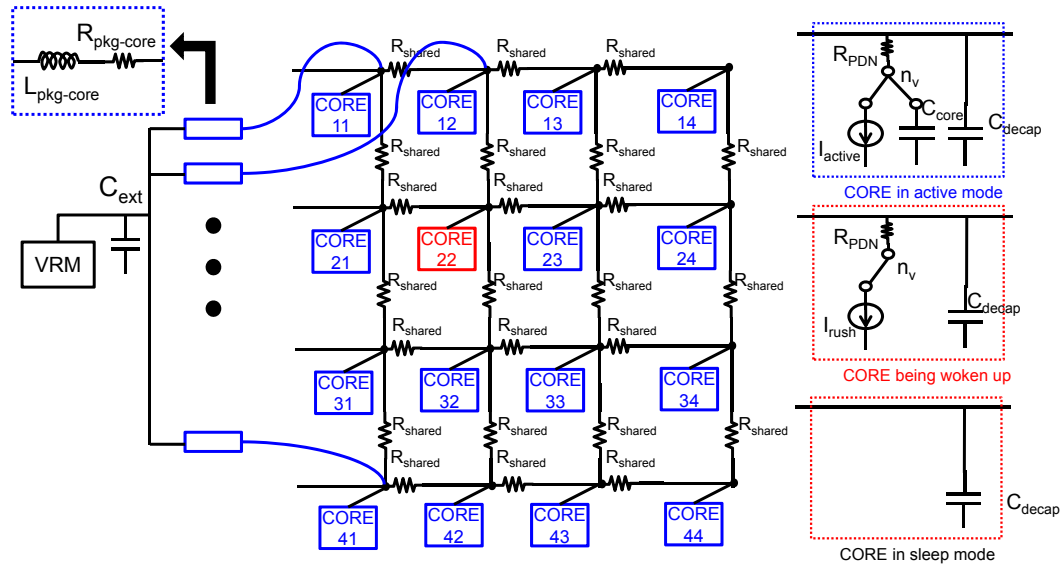 R_pkg-core
L_pkg-core
C_ext
VRM
R_shared
R_shared
R_shared
CORE
11
CORE
12
CORE
13
CORE
14
R_shared
R_shared
R_shared
R_shared
R_shared
R_shared
R_shared
CORE
21
CORE
22
CORE
23
CORE
24
R_shared
R_shared
R_shared
R_shared
R_shared
R_shared
R_shared
CORE
31
CORE
32
CORE
33
CORE
34
R_shared
R_shared
R_shared
R_shared
R_shared
R_shared
R_shared
CORE
41
CORE
42
CORE
43
CORE
44
R_PDN
n_v
C_core
C_decap
I_active
CORE in active mode
R_PDN
n_v
C_decap
I_rush
CORE being woken up
C_decap
CORE in sleep mode